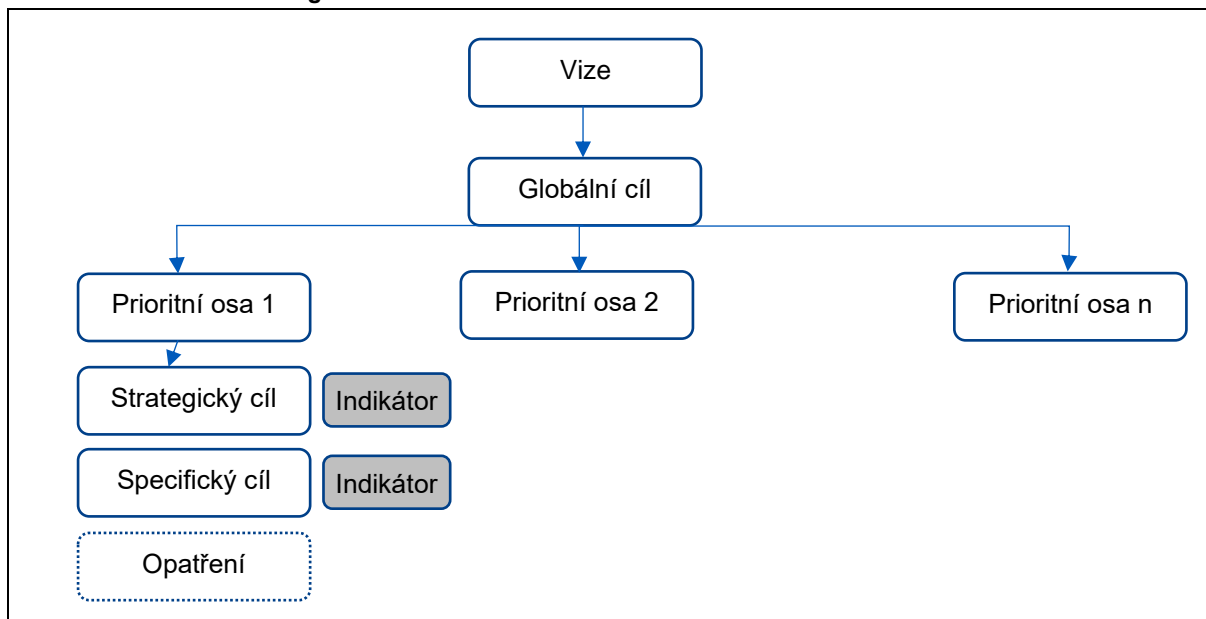 Vize
Globální cíl
Prioritní osa 1
Prioritní osa 2
Prioritní osa n
Strategický cíl
Indikátor
Specifický cíl
Indikátor
Opatření